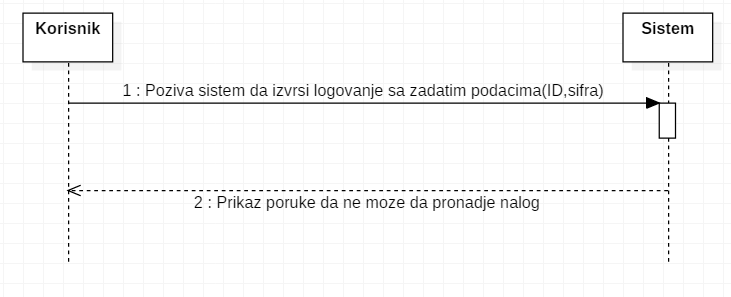 Korisnik
Sistem
1 : Poziva sistem da izvrsi logovanje sa zadatim podacima(ID,sifra)
2 : Prikaz poruke da ne moze da pronadje nalog